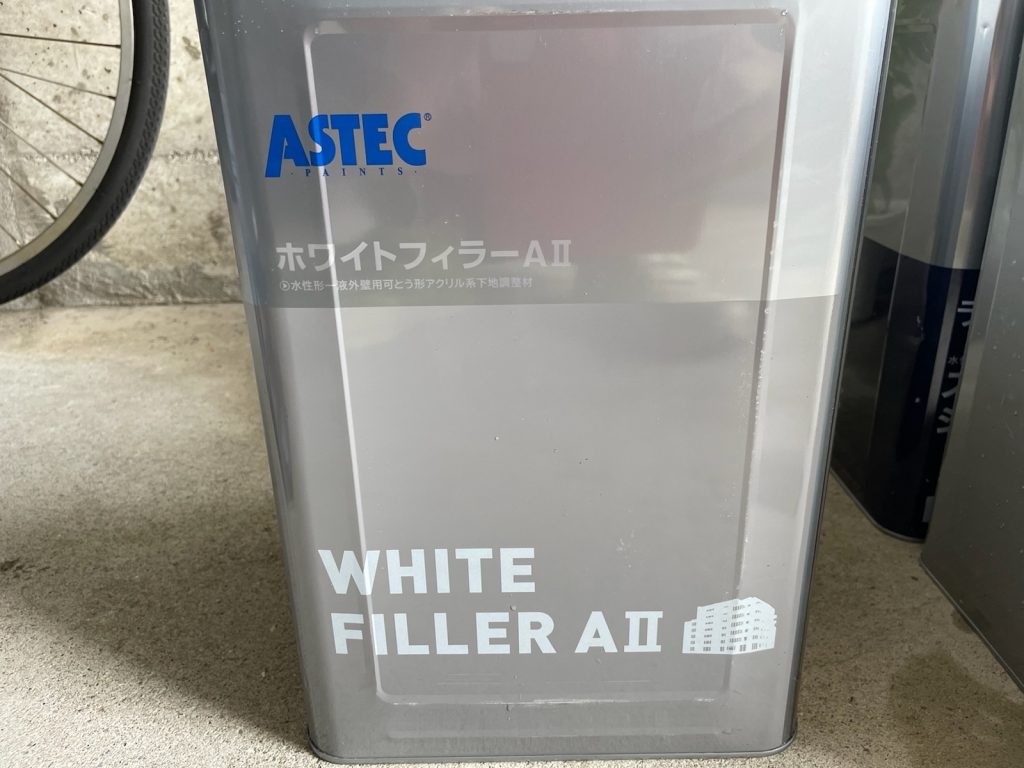 ASTEC®
・PAINTS・
ホワイトフィラーAⅡ
水性形一液外壁用可とう形アクリル系下地調整材
WHITE
FILLER AⅡ